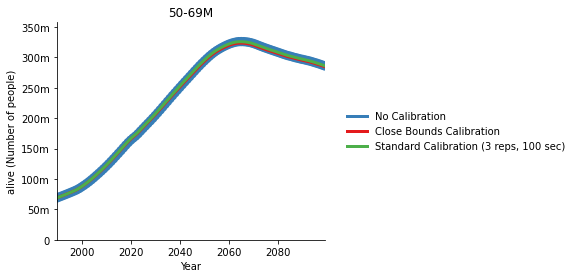 50-69M
alive (Number of people)
350m
300m
250m
200m
150m
100m
50m
0
2000 2020 2040 2060 2080
Year
No Calibration
Close Bounds Calibration
Standard Calibration (3 reps, 100 sec)